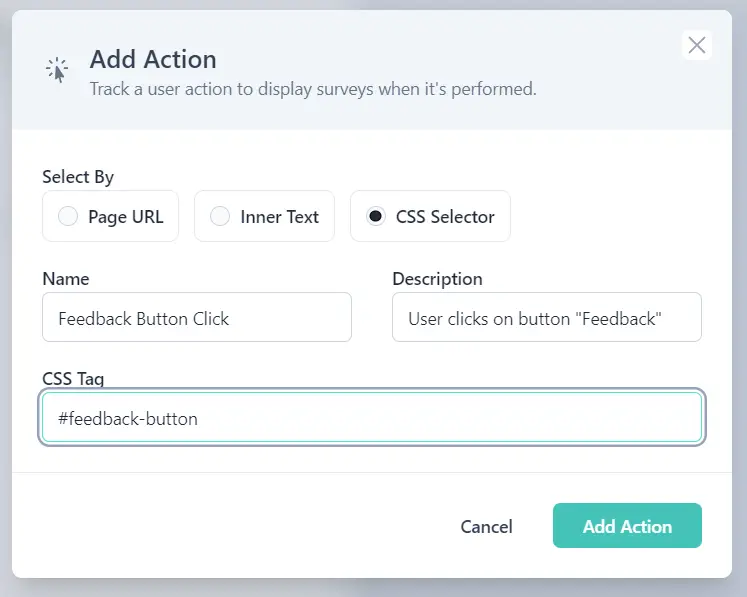 Add Action
Track a user action to display surveys when it's performed.
Select By
Page URL
Inner Text
CSS Selector
Name
Description
Feedback Button Click
User clicks on button "Feedback"
CSS Tag
#feedback-button
Cancel
Add Action